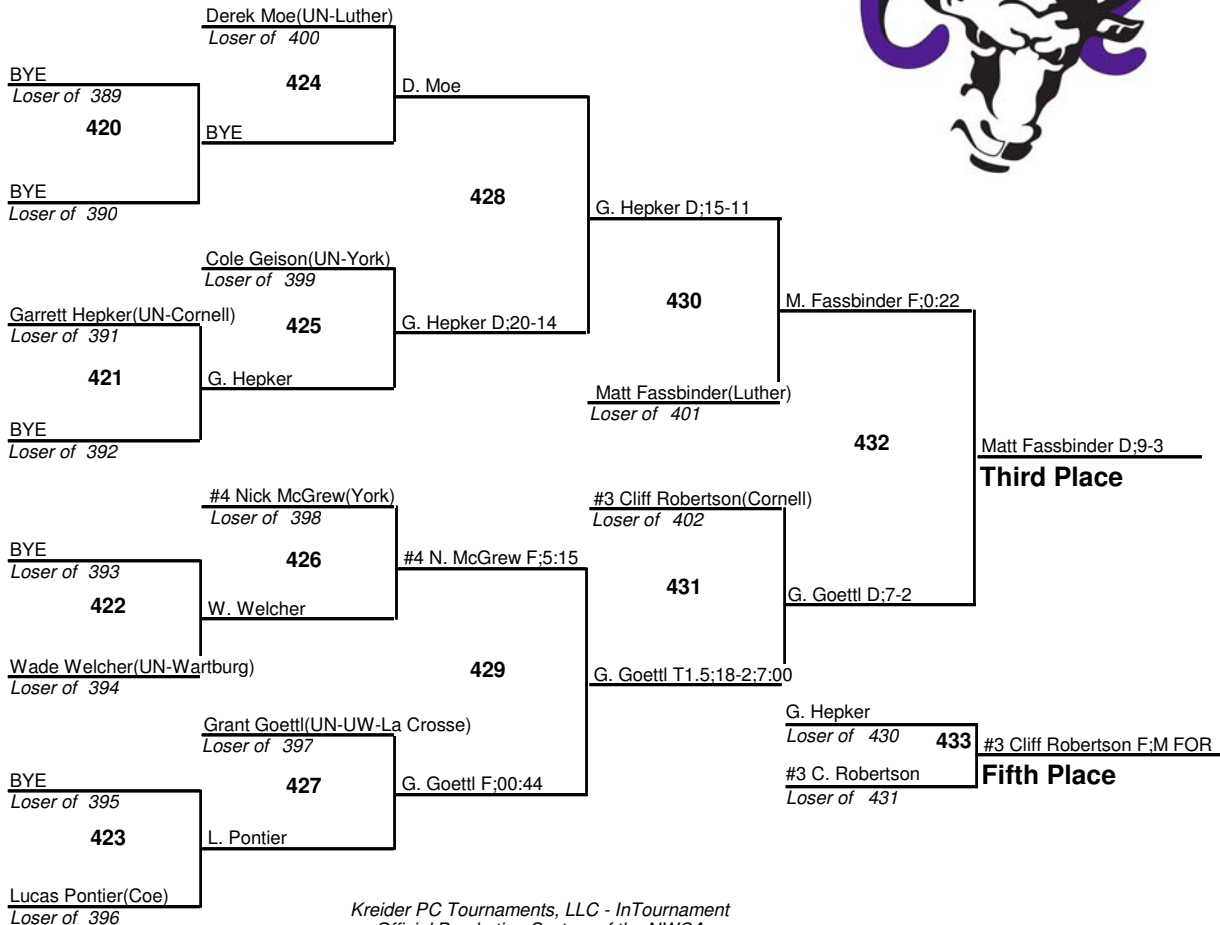 Derek Moe(UN-Luther)
Loser of 400
BYE
Loser of 389
424
D. Moe
420
BYE
BYE
Loser of 390
428
G. Hepker D;15-11
Cole Geison(UN-York)
Loser of 399
Garrett Hepker(UN-Cornell)
Loser of 391
425
G. Hepker D;20-14
430
M. Fassbinder F;0:22
421
G. Hepker
Matt Fassbinder(Luther)
Loser of 401
BYE
Loser of 392
432
Matt Fassbinder D;9-3
Third Place
#4 Nick McGrew(York)
Loser of 398
#3 Cliff Robertson(Cornell)
Loser of 402
BYE
Loser of 393
426
#4 N. McGrew F;5:15
431
G. Goettl D;7-2
422
W. Welcher
Wade Welcher(UN-Wartburg)
Loser of 394
429
G. Goettl T1.5;18-2;7:00
Grant Goettl(UN-UW-La Crosse)
Loser of 397
G. Hepker
Loser of 430
433
#3 Cliff Robertson F;M FOR
Fifth Place
#3 C. Robertson
Loser of 431
BYE
Loser of 395
427
G. Goettl F;00:44
423
L. Pontier
Lucas Pontier(Coe)
Loser of 396
Kreider PC Tournaments, LLC - InTournament